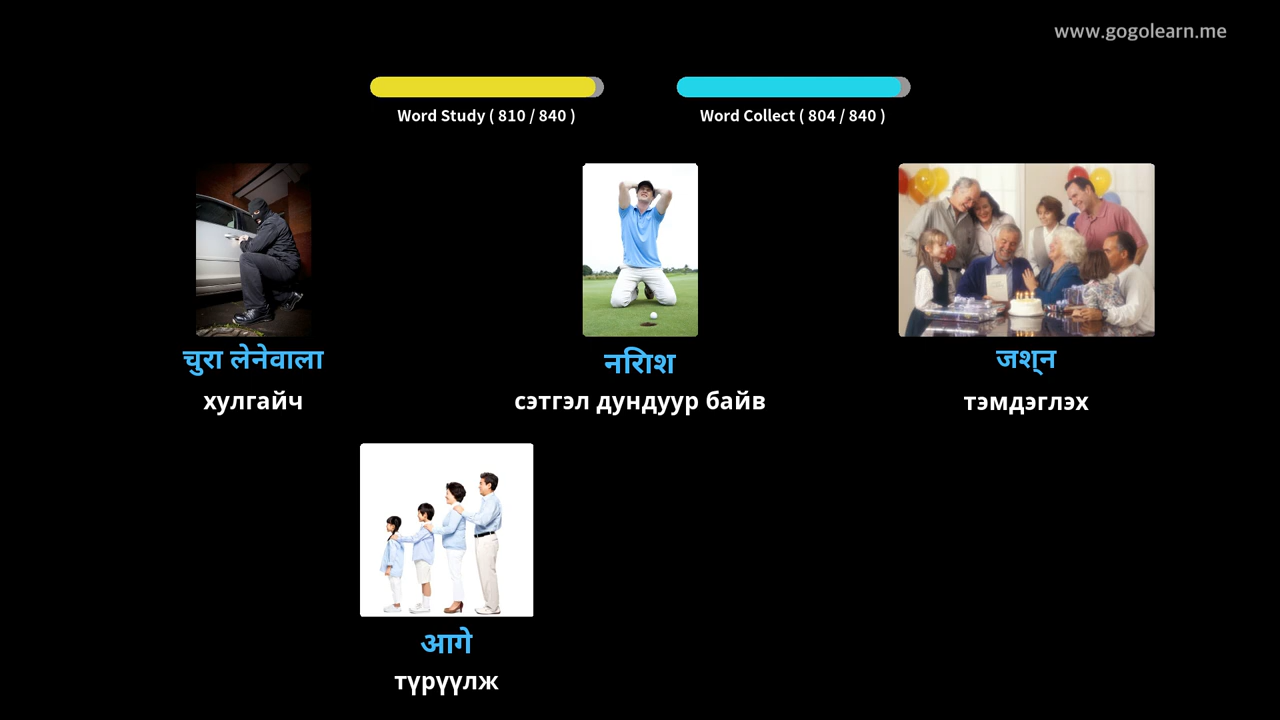 www.gogolearn.me
Word Study ( 810 / 840 )
Word Collect ( 804 / 840 )
चुरा लेनेवाला
निराश
जश्न
хулгайч
сэтгэл дундуур байв
тэмдэглэх
आगे
түрүүлж